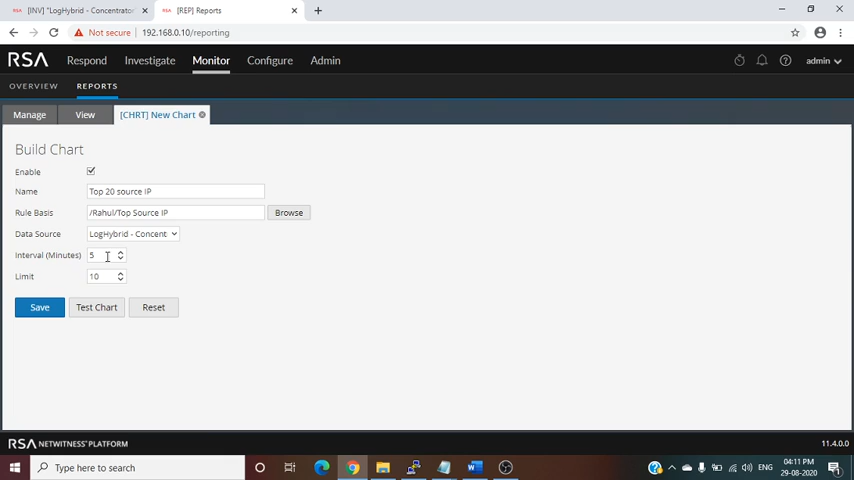 [INV] "LogHybrid - Concentrator
[REP] Reports
Not secure
192.168.0.10/reporting
RSA
Respond
Investigate
Monitor
Configure
Admin
admin
OVERVIEW
REPORTS
Manage
View
[CHRT] New Chart
Build Chart
Enable
Name
Top 20 source IP
Rule Basis
/Rahul/Top Source IP
Browse
Data Source
LogHybrid - Concent
Interval (Minutes)
5
Limit
10
Save
Test Chart
Reset
RSA NETWITNESS PLATFORM
11.4.0.0
Type here to search
ENG
04:11 PM
29-08-2020